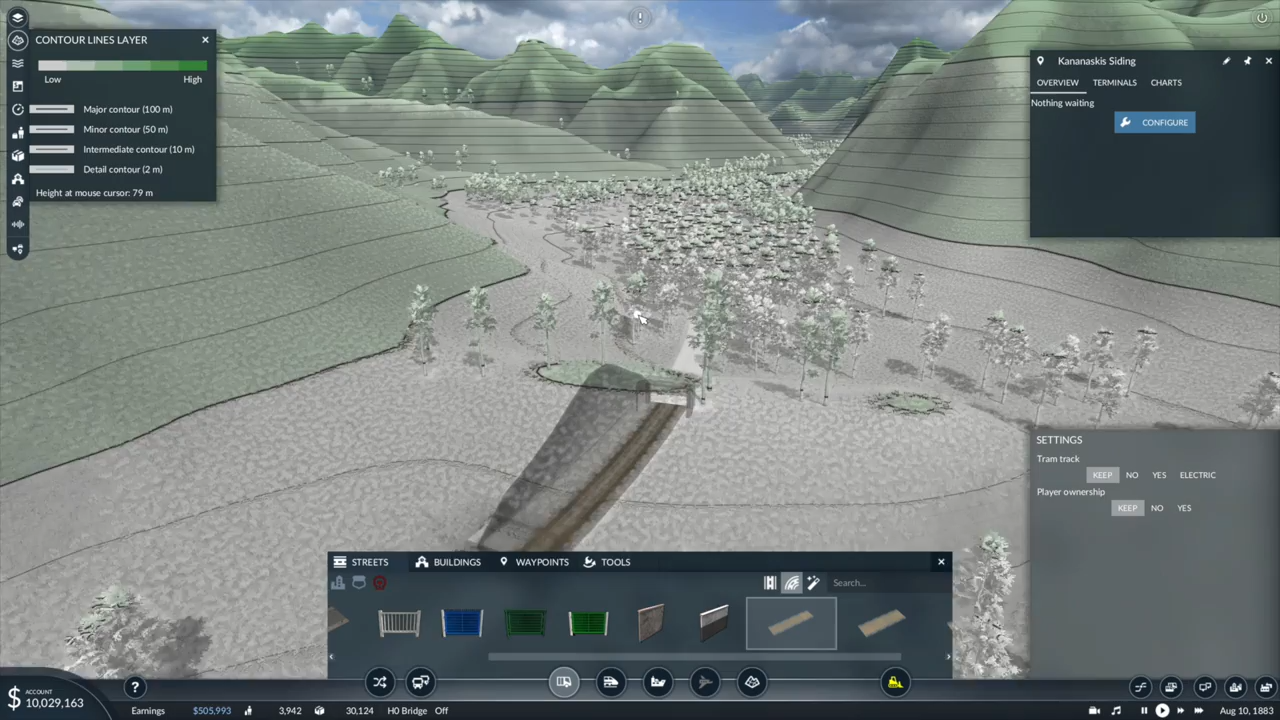 CONTOUR LINES LAYER
Low High
Major contour (100 m)
Minor contour (50 m)
Intermediate contour (10 m)
Detail contour (2 m)
Height at mouse cursor: 79 m
Kananaskis Siding
OVERVIEW TERMINALS CHARTS
Nothing waiting
CONFIGURE
SETTINGS
Tram track
KEEP NO YES ELECTRIC
Player ownership
KEEP NO YES
STREETS BUILDINGS WAYPOINTS TOOLS
Search...
$ ACCOUNT
10,029,163
?
Earnings $505,993 3,942 30,124 H0 Bridge Off
Aug 10, 1883